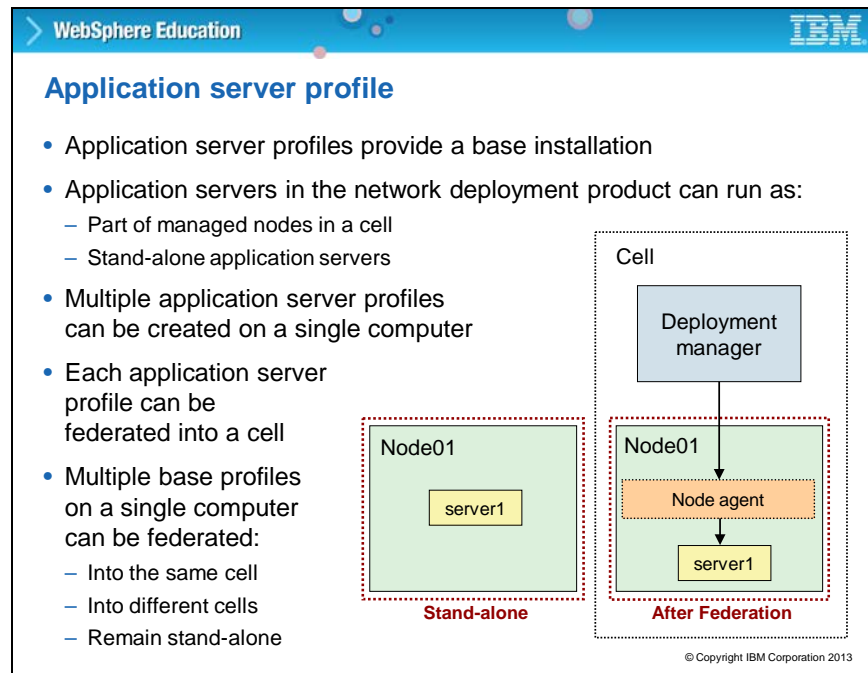 WebSphere Education
IBM
Application server profile
• Application server profiles provide a base installation
• Application servers in the network deployment product can run as:
– Part of managed nodes in a cell
– Stand-alone application servers
• Multiple application server profiles
can be created on a single computer
• Each application server
profile can be
federated into a cell
• Multiple base profiles
on a single computer
can be federated:
– Into the same cell
– Into different cells
– Remain stand-alone
Node01
server1
Stand-alone
Cell
Deployment
manager
Node01
Node agent
server1
After Federation
© Copyright IBM Corporation 2013